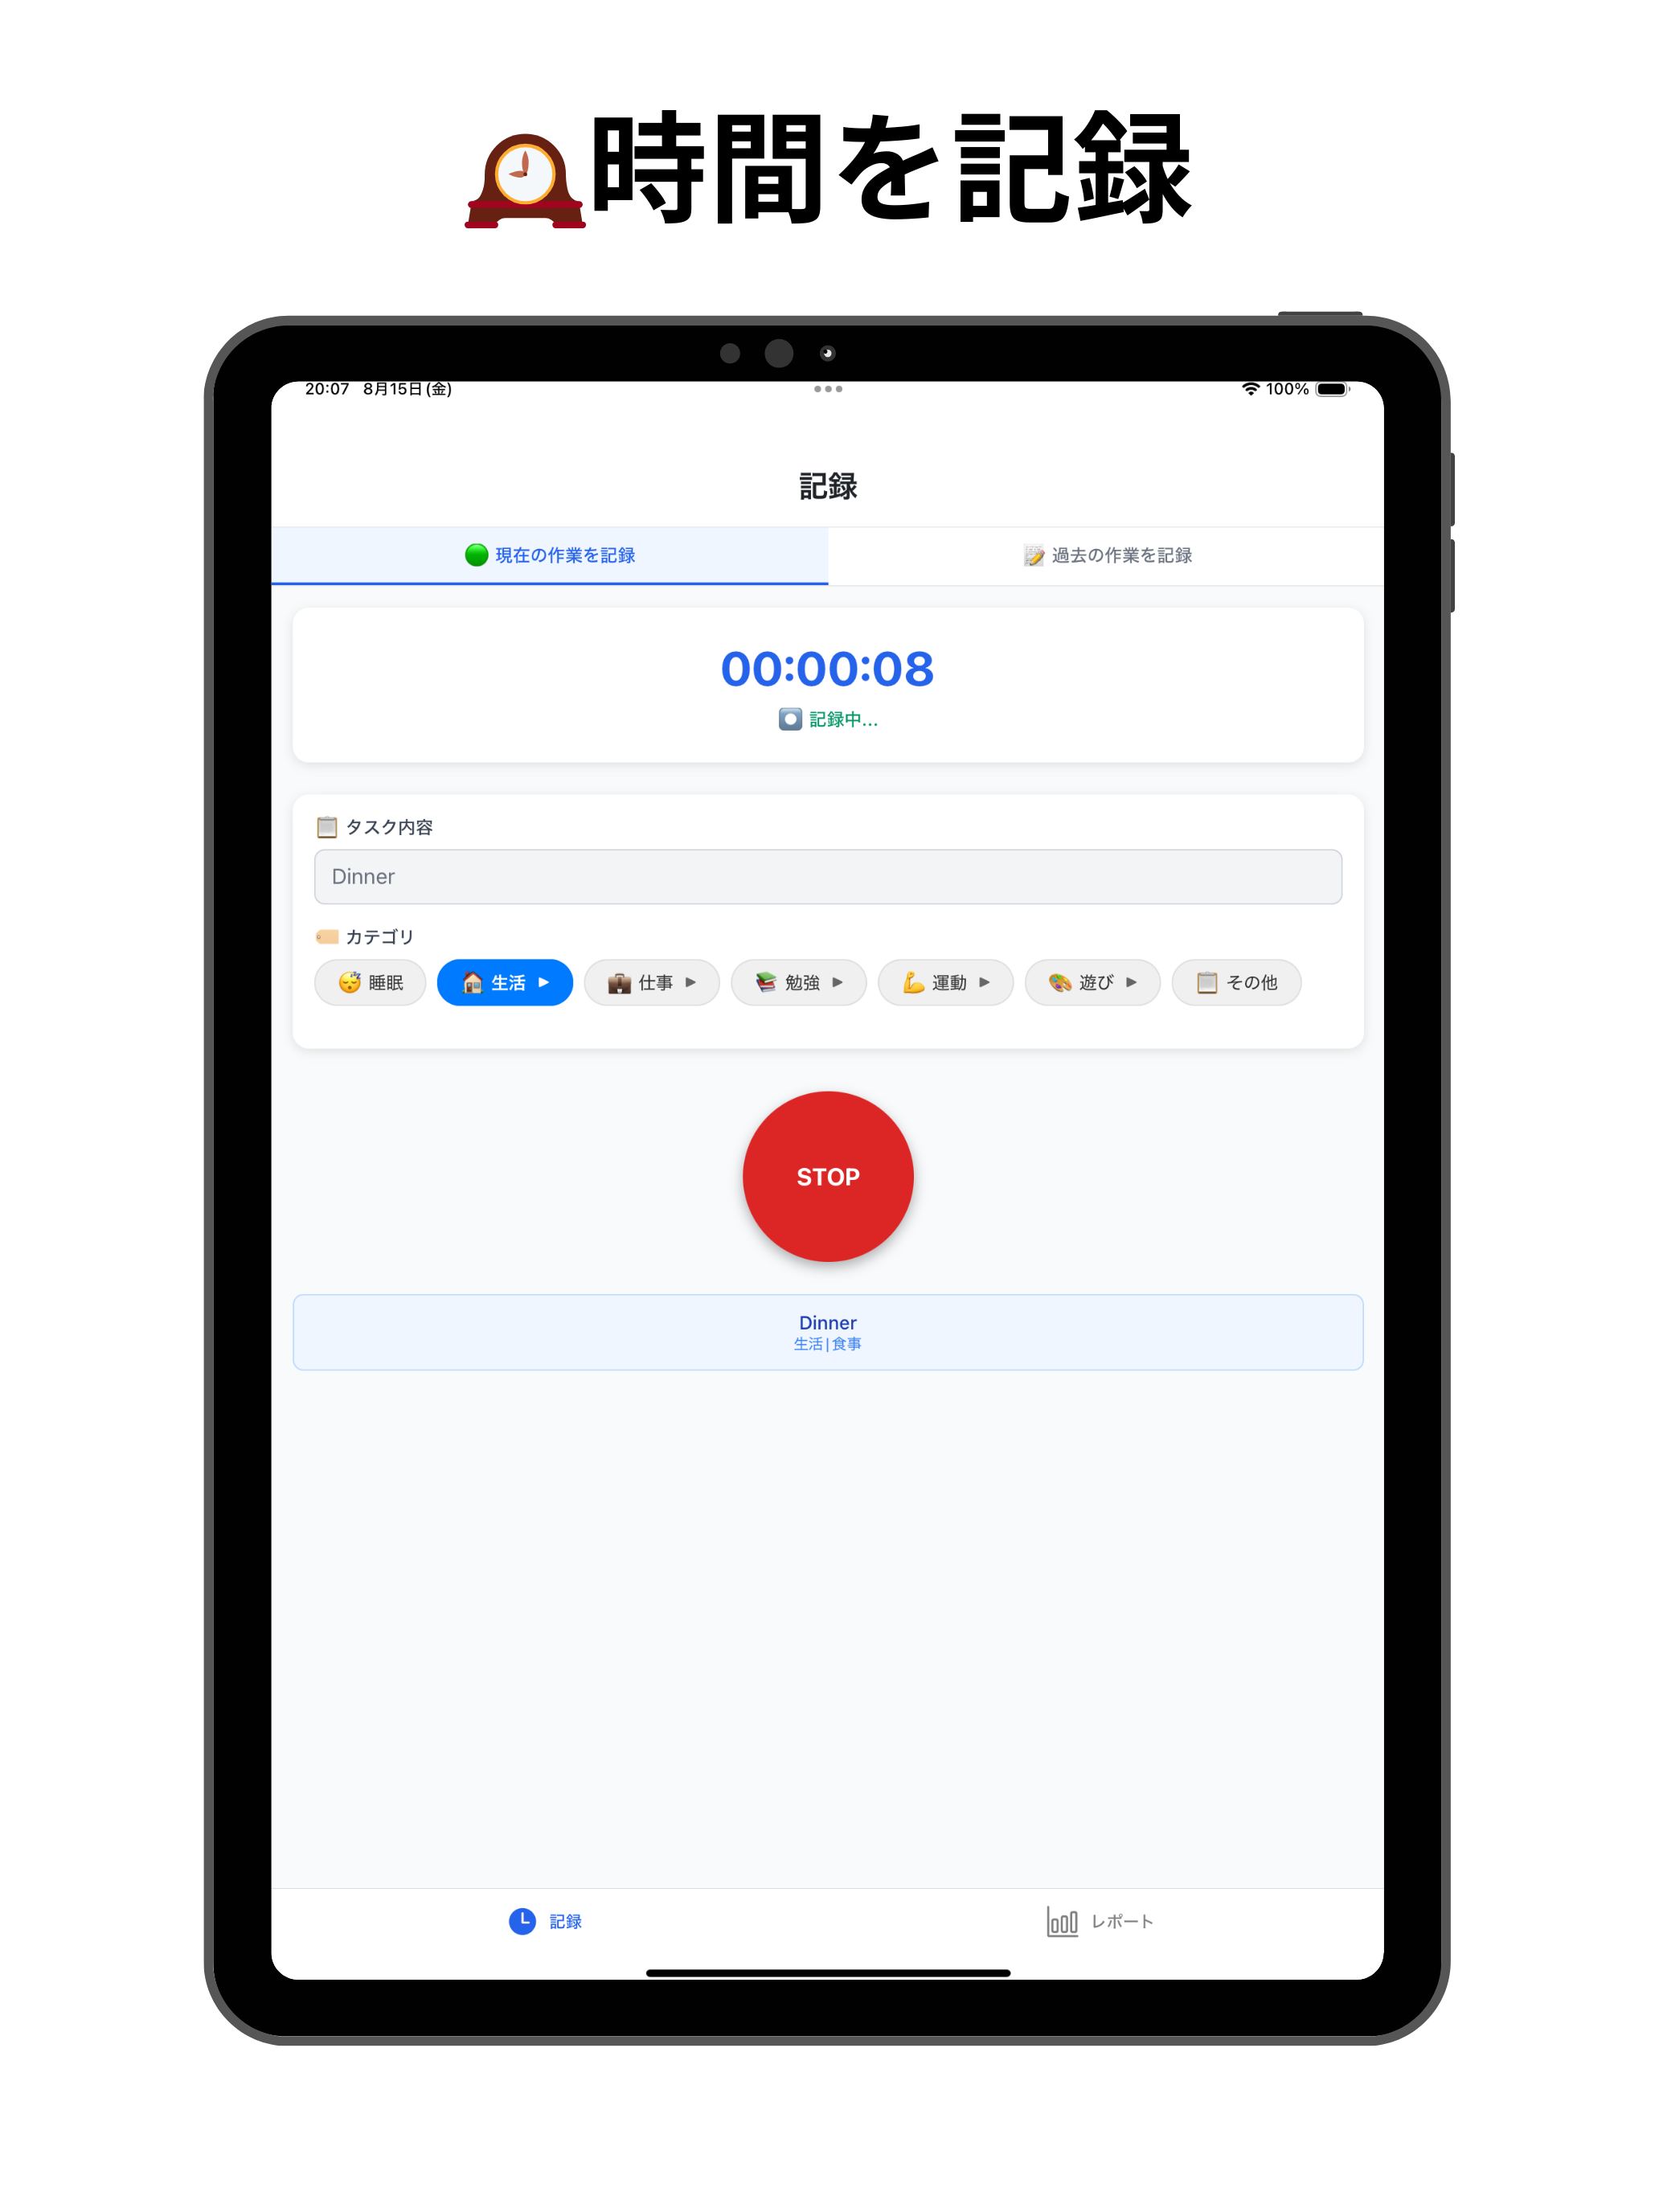 時間を記録
20:07 8月15日(金)
100%
記録
現在の作業を記録
過去の作業を記録
00:00:08
記録中...
タスク内容
Dinner
カテゴリ
睡眠 生活 仕事 勉強 運動 遊び その他
STOP
Dinner
生活|食事
記録
レポート